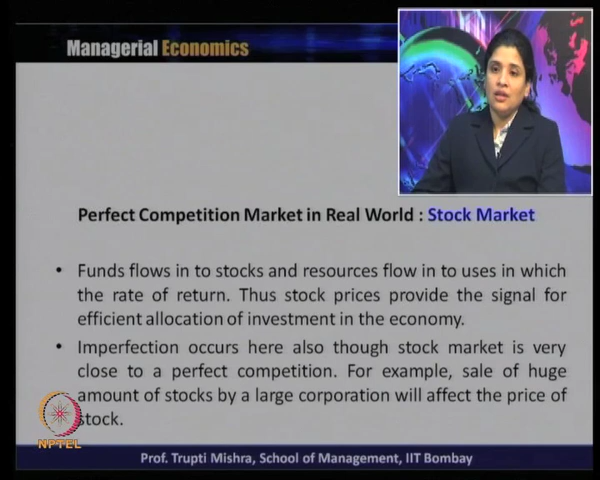 Managerial Economics
Perfect Competition Market in Real World : Stock Market
• Funds flows in to stocks and resources flow in to uses in which
the rate of return. Thus stock prices provide the signal for
efficient allocation of investment in the economy.
• Imperfection occurs here also though stock market is very
close to a perfect competition. For example, sale of huge
amount of stocks by a large corporation will affect the price of
stock.
NPTEL
Prof. Trupti Mishra, School of Management, IIT Bombay